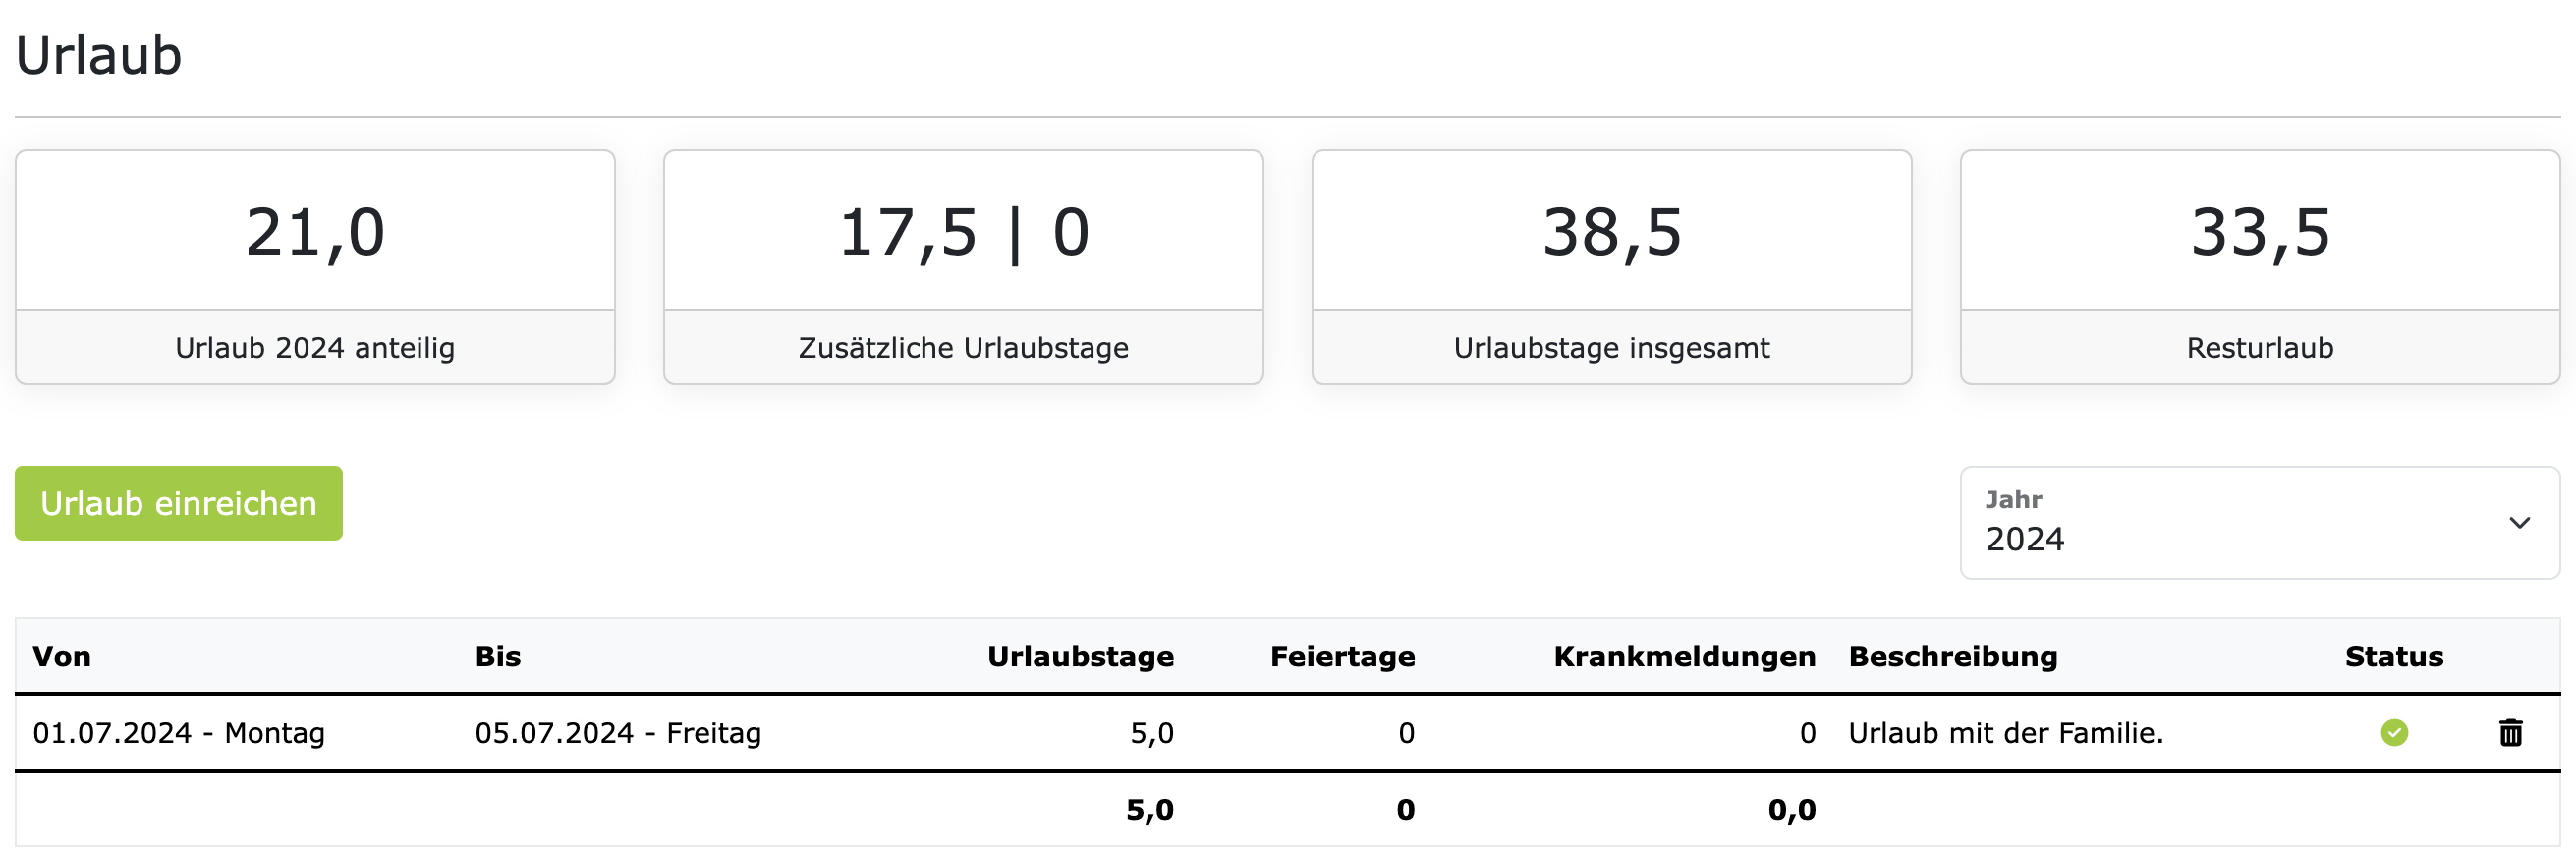 Urlaub
21,0
Urlaub 2024 anteilig
17,5 | 0
Zusätzliche Urlaubstage
38,5
Urlaubstage insgesamt
33,5
Resturlaub
Urlaub einreichen
Jahr
2024
Von Bis Urlaubstage Feiertage Krankmeldungen Beschreibung Status
01.07.2024 - Montag 05.07.2024 - Freitag 5,0 0 0 Urlaub mit der Familie.
5,0 0 0,0